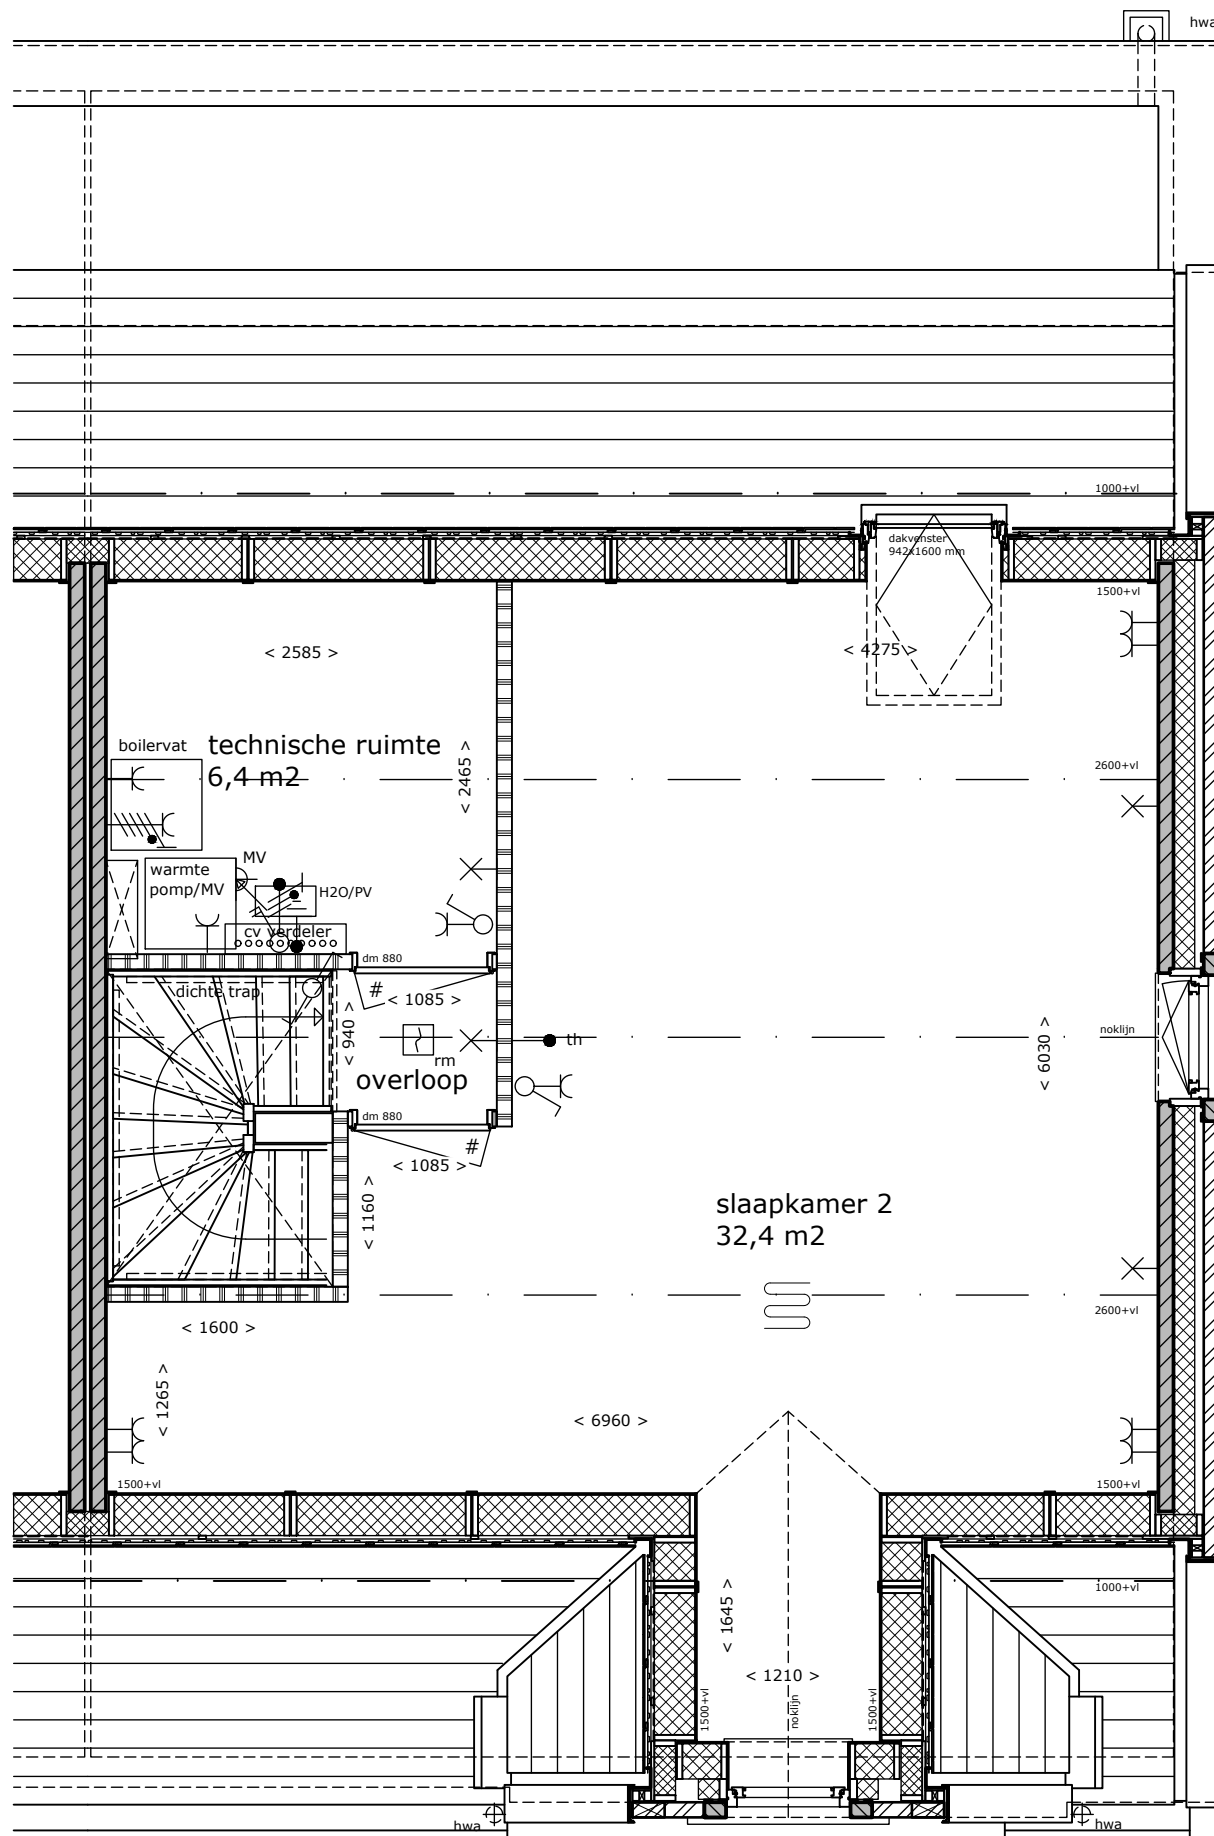 hwa
1000+vl
dakvenster
942x1600 mm
1500+vl
< 2585 >
< 4275 >
boilervat
technische ruimte
6,4 m2
< 2465 >
2600+vl
MV
warmte
pomp/MV
H2O/PV
cv verdeler
dm 880
dichte trap
#
< 1085 >
< 940 >
rm
th
noklijn
< 6030 >
overloop
dm 880
#
< 1085 >
< 1160 >
slaapkamer 2
32,4 m2
2600+vl
< 1600 >
< 1265 >
< 6960 >
1500+vl
1500+vl
1000+vl
< 1645 >
< 1210 >
1500+vl
noklijn
1500+vl
hwa
hwa